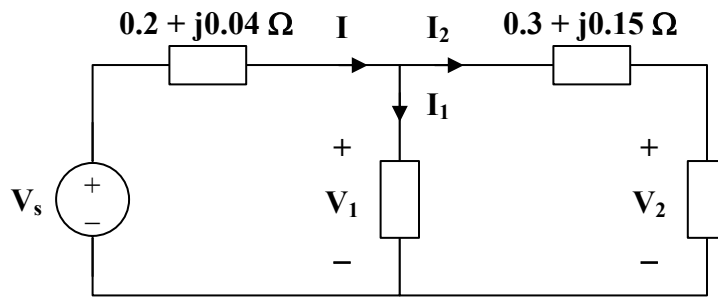 0.2 + j0.04 Ω I I₂ 0.3 + j0.15 Ω
I₁
+ +
Vₛ + − V₁ V₂
− −